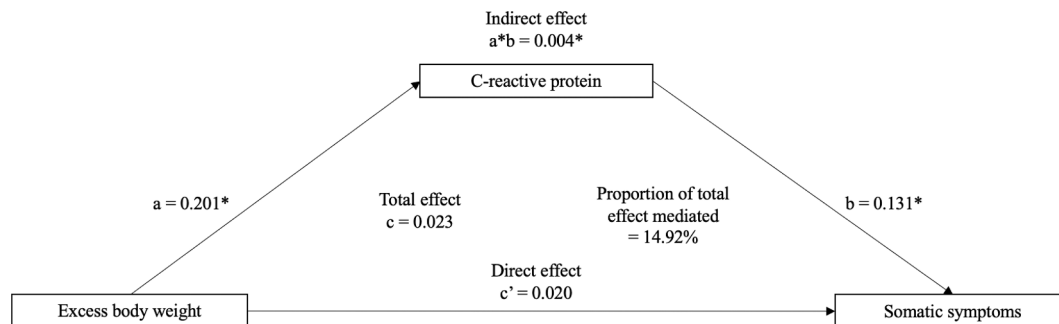 Indirect effect
a*b = 0.004*
C-reactive protein
a = 0.201*
Total effect
c = 0.023
Proportion of total
effect mediated
= 14.92%
b = 0.131*
Direct effect
c’ = 0.020
Excess body weight
Somatic symptoms